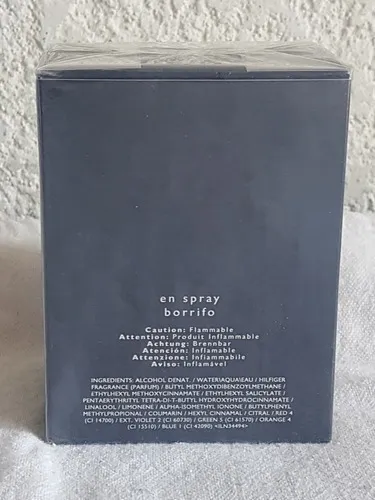 en spray
borrifo
Caution: Flammable
Attention: Produit Inflammable
Achtung: Brennbar
Atención: Inflamable
Attenzione: Infiammabile
Aviso: Inflamável
INGREDIENTS: ALCOHOL DENAT. / WATER/AQUA/EAU / HILFIGER
FRAGRANCE (PARFUM) / BUTYL METHOXYDIBENZOYLMETHANE /
ETHYLHEXYL METHOXYCINNAMATE / ETHYLHEXYL SALICYLATE /
PENTAERYTHRITYL TETRA-DI-T-BUTYL HYDROXYHYDROCINNAMATE /
LINALOOL / LIMONENE / ALPHA-ISOMETHYL IONONE / BUTYLPHENYL
METHYLPROPIONAL / COUMARIN / HEXYL CINNAMAL / CITRAL / RED 4
(CI 14700) / EXT. VIOLET 2 (CI 60730) / GREEN 5 (CI 61570) / ORANGE 4
(CI 15510) / BLUE 1 (CI 42090) <ILN34494>